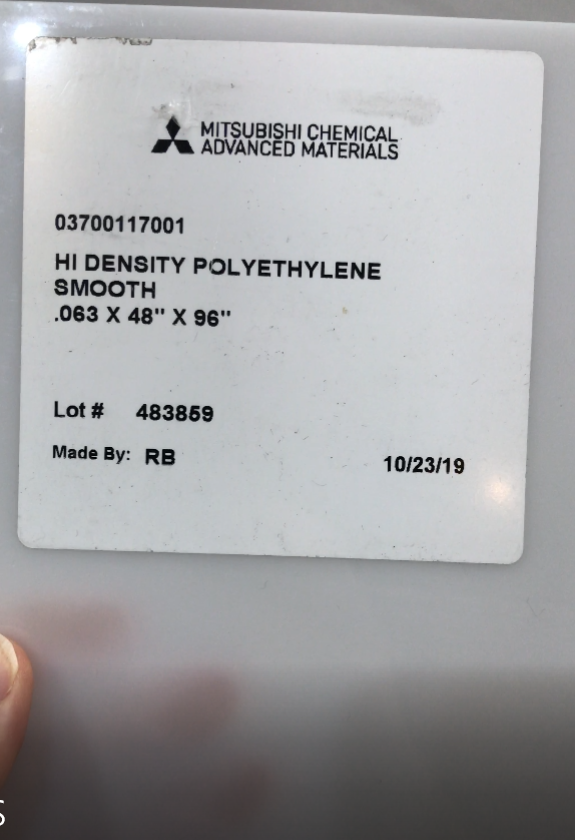 MITSUBISHI CHEMICAL
ADVANCED MATERIALS
03700117001
HI DENSITY POLYETHYLENE
SMOOTH
.063 X 48" X 96"
Lot # 483859
Made By: RB 10/23/19
S